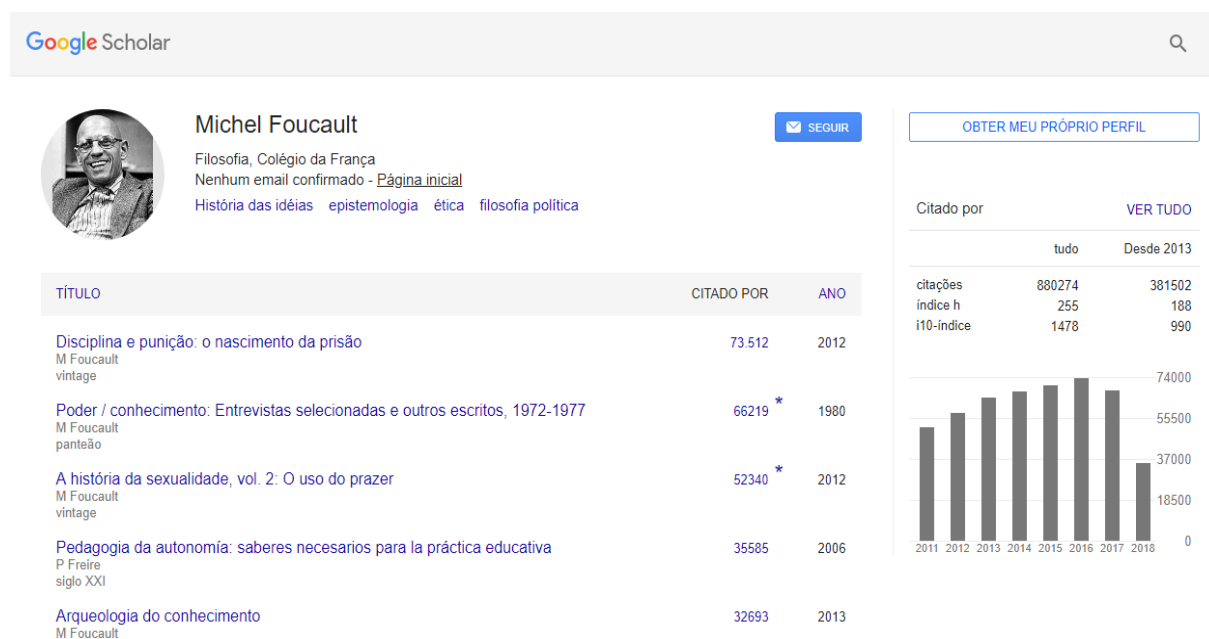 Google Scholar
Michel Foucault
SEGUIR
Filosofia, Colégio da França
Nenhum email confirmado - Página inicial
História das idéias epistemologia ética filosofia política
TÍTULO CITADO POR ANO
Disciplina e punição: o nascimento da prisão 73.512 2012
M Foucault
vintage
Poder / conhecimento: Entrevistas selecionadas e outros escritos, 1972-1977 66219 * 1980
M Foucault
panteão
A história da sexualidade, vol. 2: O uso do prazer 52340 * 2012
M Foucault
vintage
Pedagogia da autonomía: saberes necesarios para la práctica educativa 35585 2006
P Freire
siglo XXI
Arqueologia do conhecimento 32693 2013
M Foucault
OBTER MEU PRÓPRIO PERFIL
Citado por VER TUDO
tudo Desde 2013
citações 880274 381502
índice h 255 188
i10-índice 1478 990
74000
55500
37000
18500
0
2011 2012 2013 2014 2015 2016 2017 2018